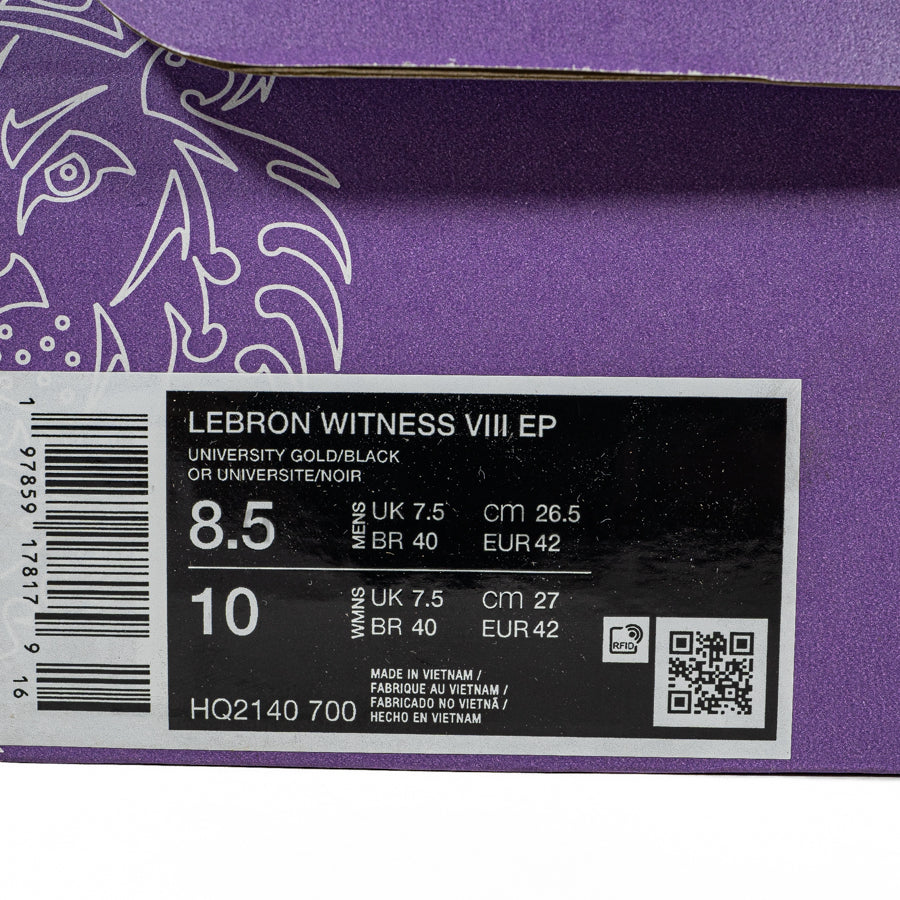 LEBRON WITNESS VIII EP
UNIVERSITY GOLD/BLACK
OR UNIVERSITE/NOIR
8.5 MENS UK 7.5 cm 26.5
BR 40 EUR 42
10 WMNS UK 7.5 cm 27
BR 40 EUR 42
RFID
HQ2140 700
MADE IN VIETNAM /
FABRIQUE AU VIETNAM /
FABRICADO NO VIETNÃ /
HECHO EN VIETNAM
1 97859 17817 9 16